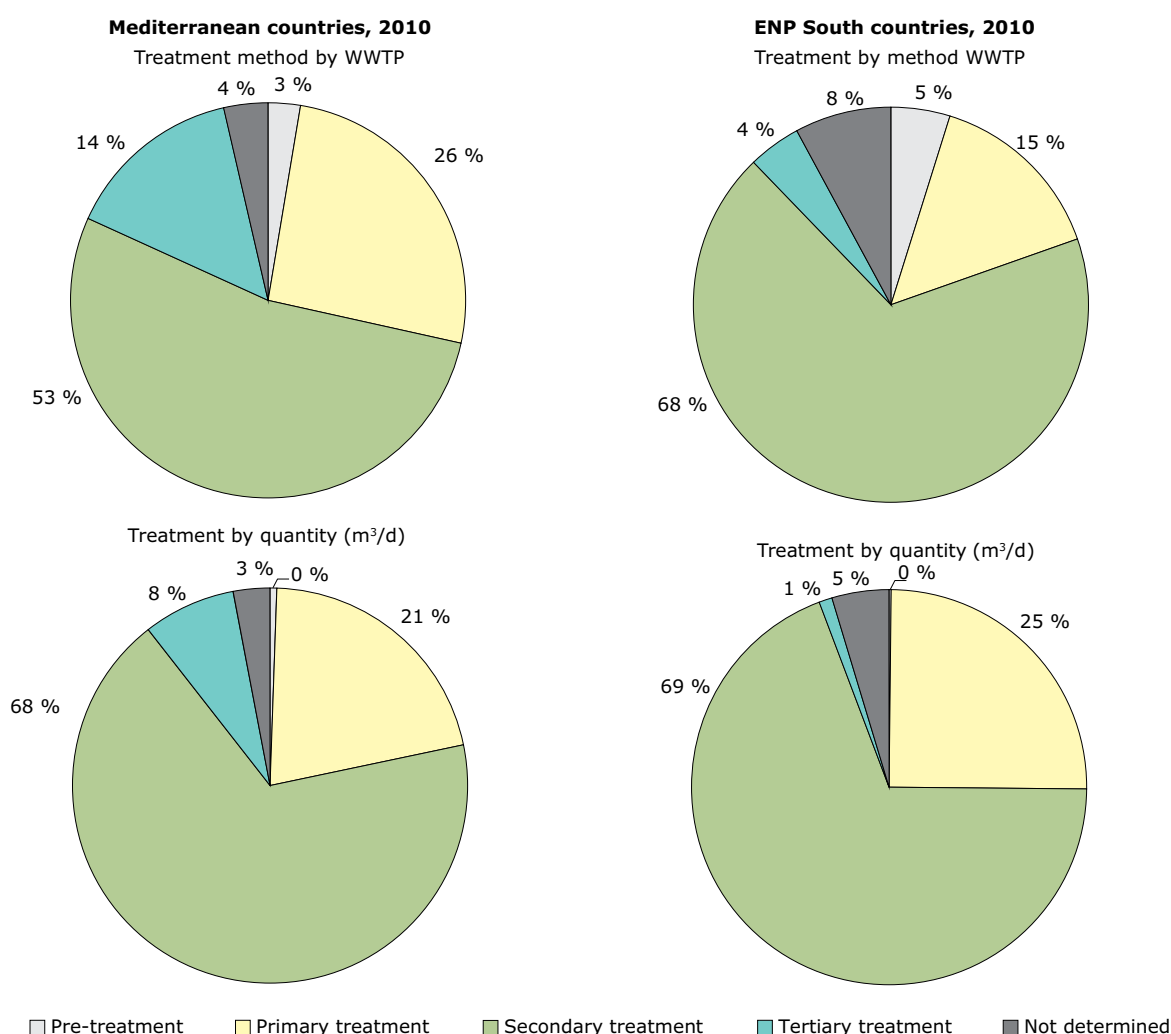 Mediterranean countries, 2010
Treatment method by WWTP
4 %
3 %
14 %
26 %
53 %
ENP South countries, 2010
Treatment by method WWTP
8 %
5 %
4 %
15 %
68 %
Treatment by quantity (m³/d)
3 %
0 %
8 %
21 %
68 %
Treatment by quantity (m³/d)
1 %
5 %
0 %
25 %
69 %
Pre-treatment
Primary treatment
Secondary treatment
Tertiary treatment
Not determined